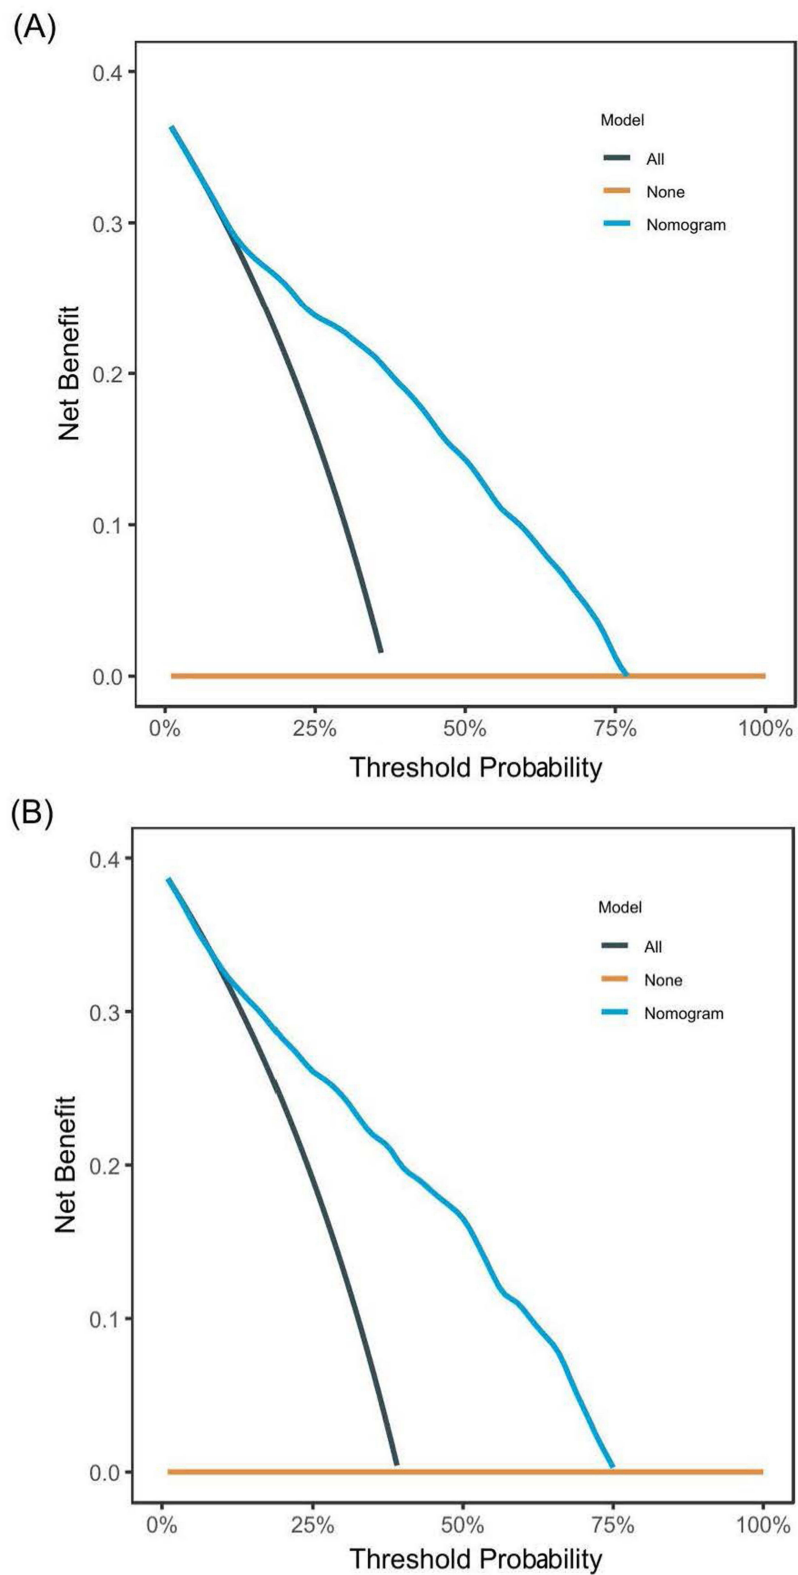 (A)
0.4
0.3
0.2
0.1
0.0
Net Benefit
Model
All
None
Nomogram
0%
25%
50%
75%
100%
Threshold Probability
(B)
0.4
0.3
0.2
0.1
0.0
Net Benefit
Model
All
None
Nomogram
0%
25%
50%
75%
100%
Threshold Probability